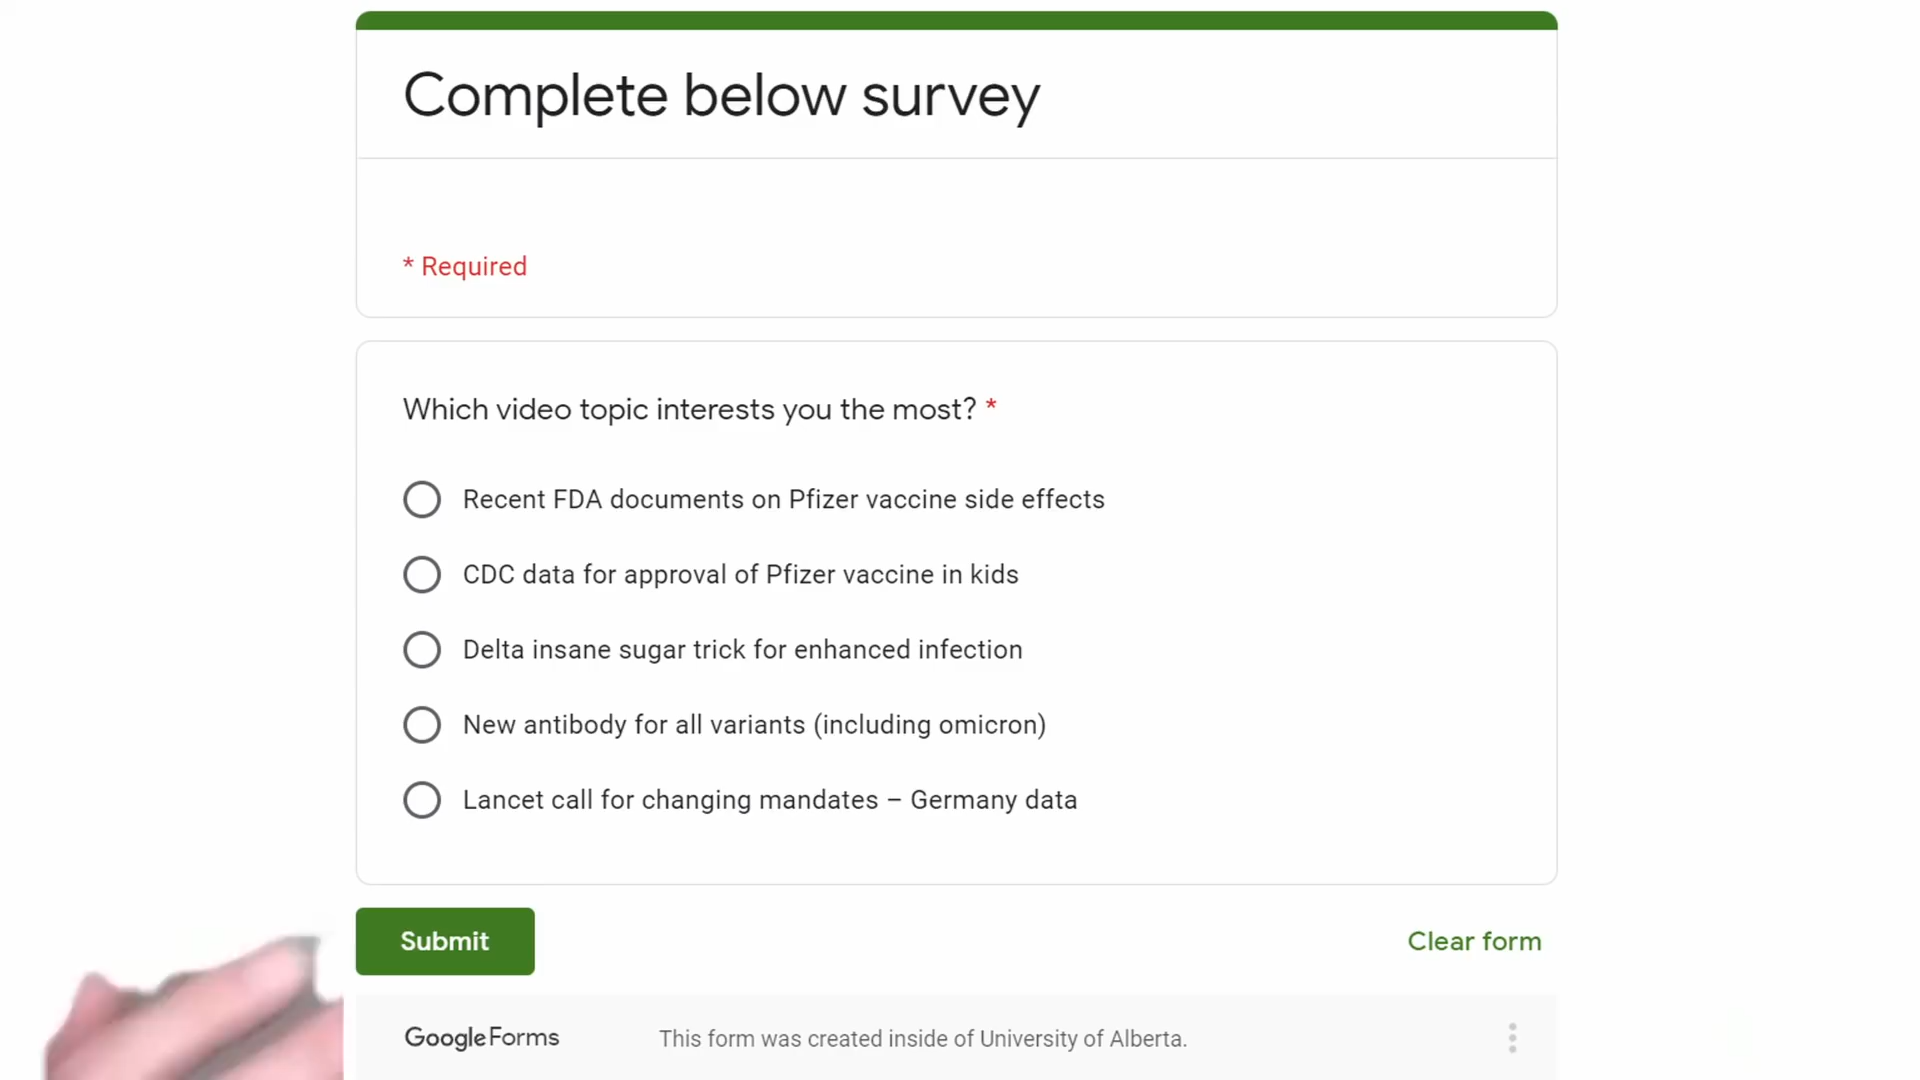 Complete below survey
* Required
Which video topic interests you the most? *
Recent FDA documents on Pfizer vaccine side effects
CDC data for approval of Pfizer vaccine in kids
Delta insane sugar trick for enhanced infection
New antibody for all variants (including omicron)
Lancet call for changing mandates – Germany data
Submit
Clear form
Google Forms
This form was created inside of University of Alberta.